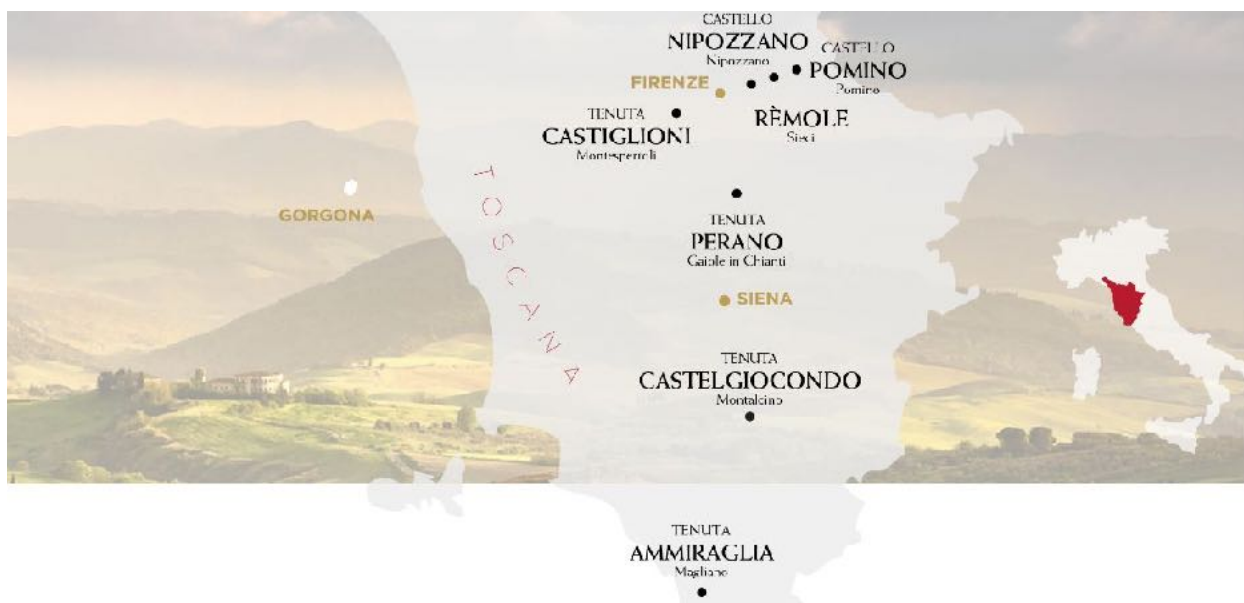 CASTELLO
NIPOZZANO
Nipozzano
CASTELLO
POMINO
Pomino
FIRENZE
TENUTA
CASTIGLIONI
Montespertoli
RÈMOLE
Sieci
TOSCANA
GORGONA
TENUTA
PERANO
Gaiole in Chianti
SIENA
TENUTA
CASTELGIOCONDO
Montalcino
TENUTA
AMMIRAGLIA
Magliano